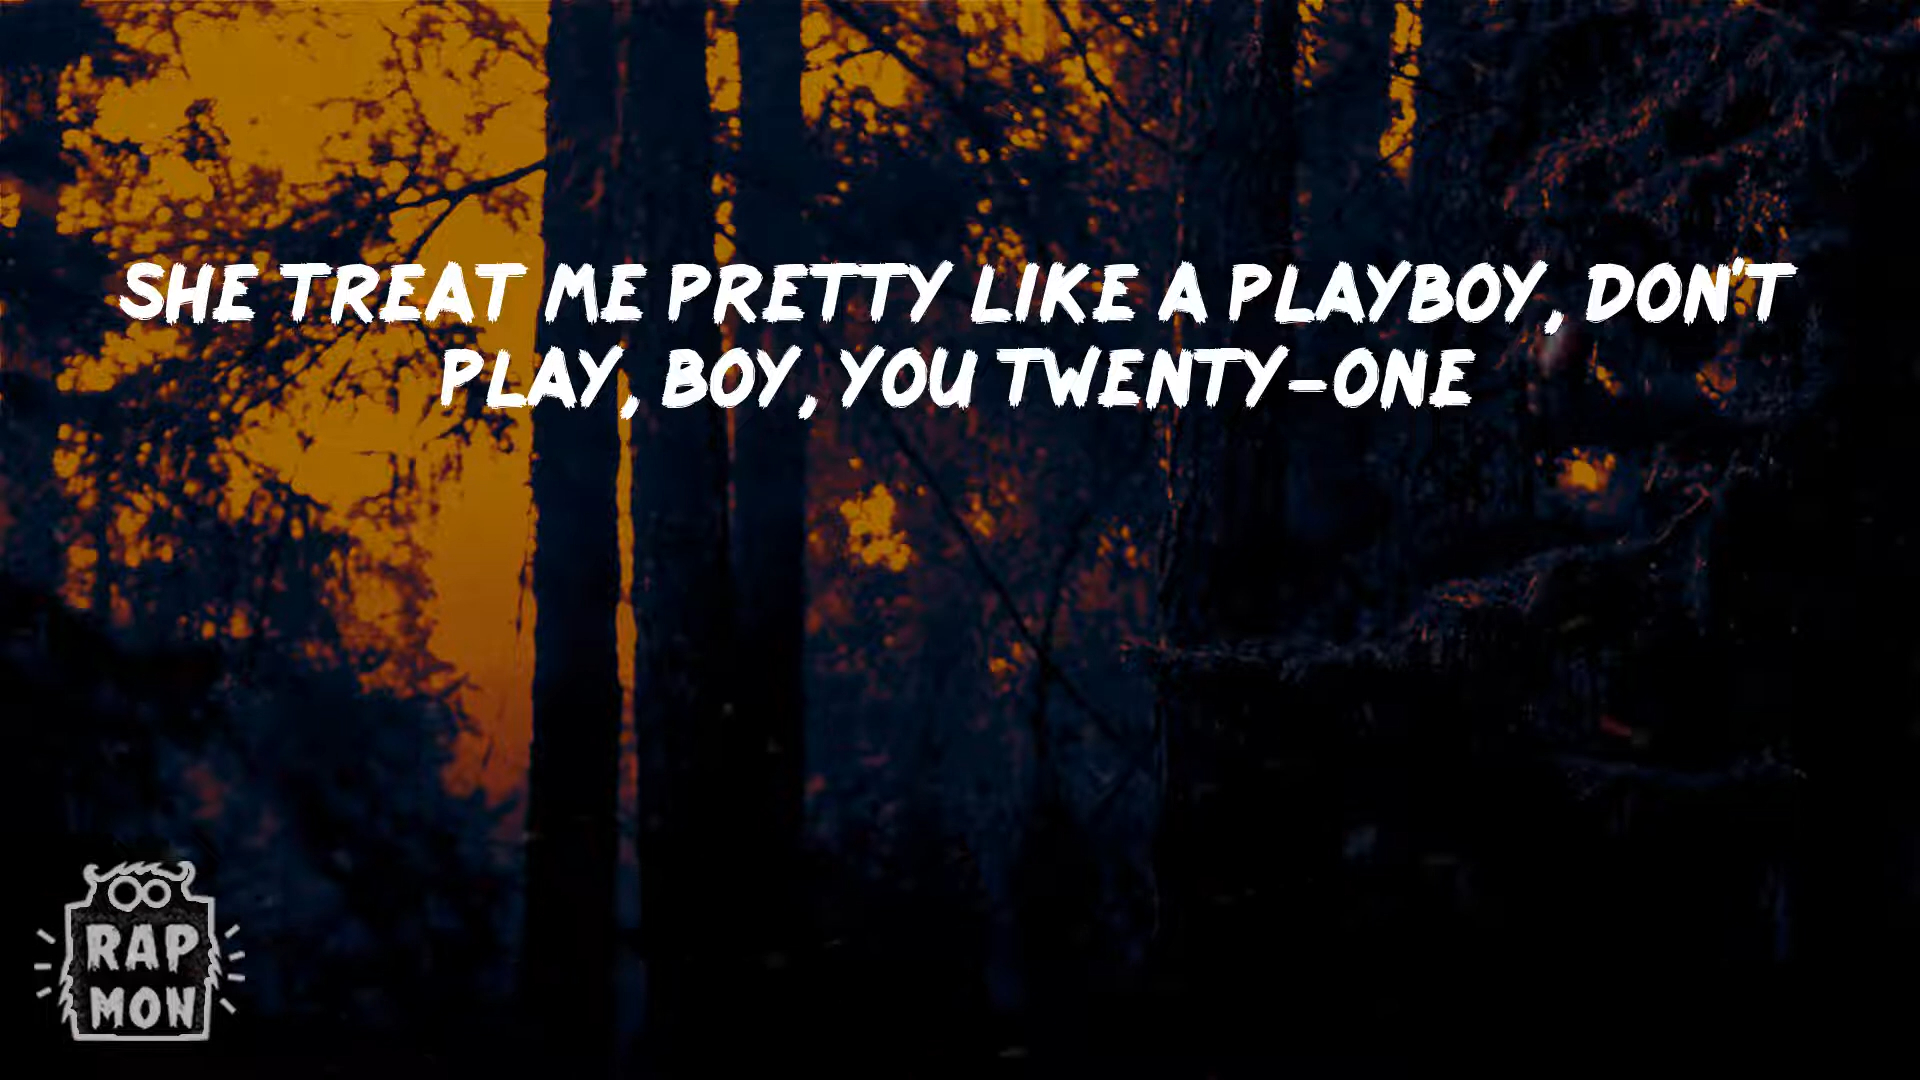 SHE TREAT ME PRETTY LIKE A PLAYBOY, DON'T
PLAY, BOY, YOU TWENTY-ONE
RAP
MON